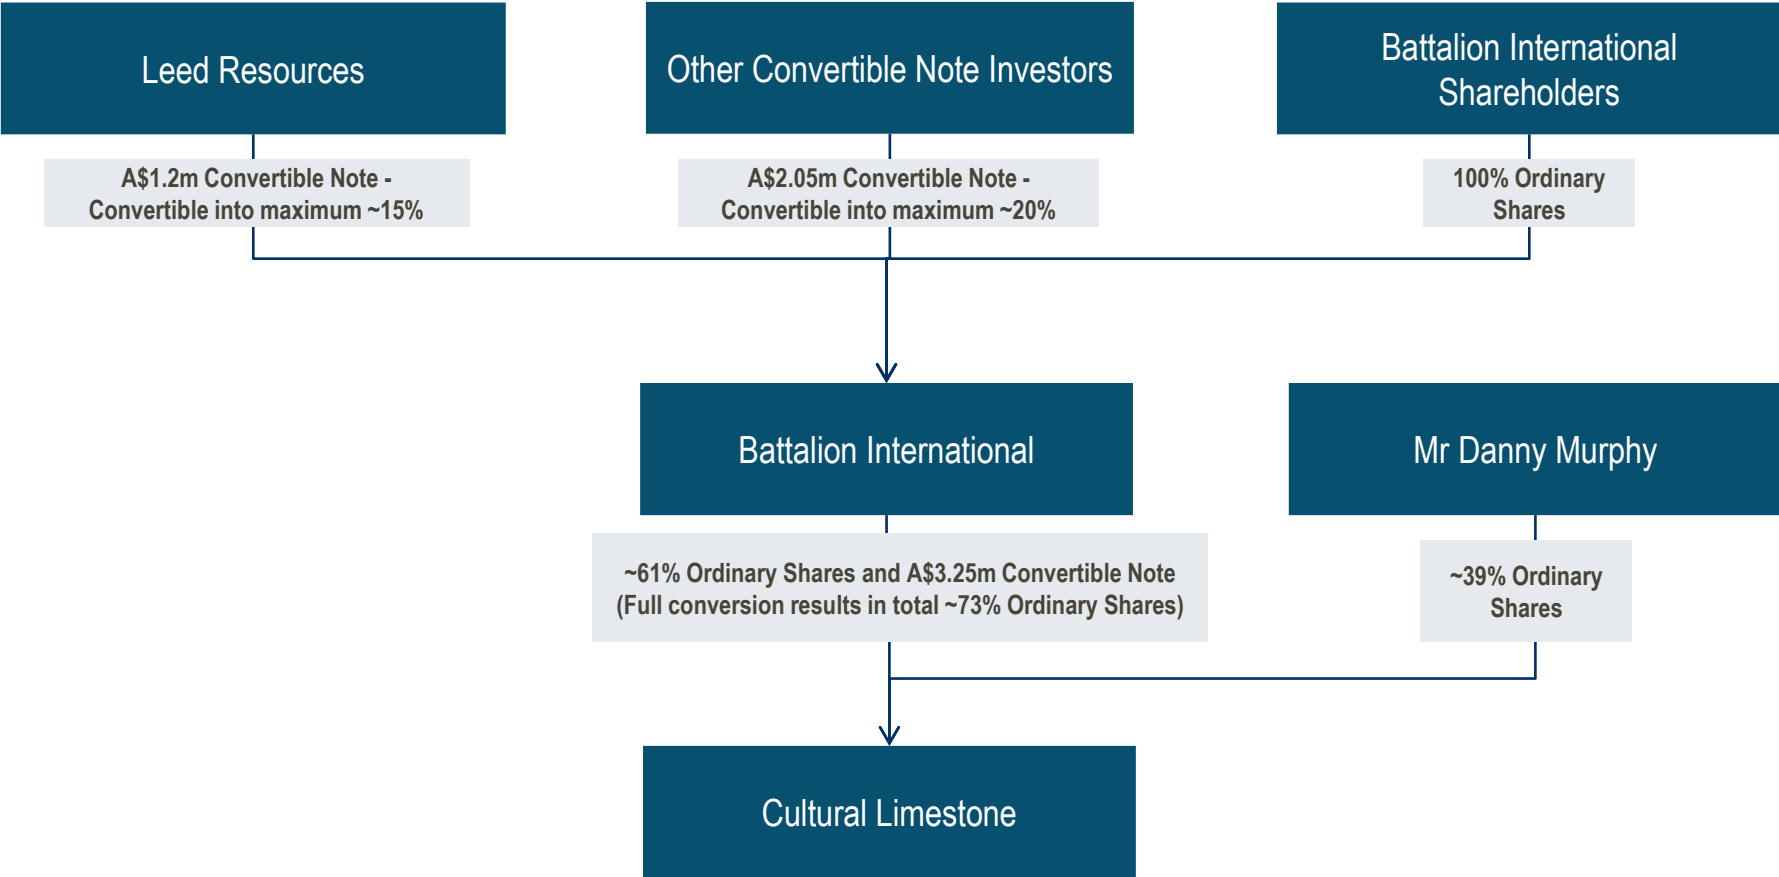 Leed Resources
Other Convertible Note Investors
Battalion International
Shareholders
A$1.2m Convertible Note -
Convertible into maximum ~15%
A$2.05m Convertible Note -
Convertible into maximum ~20%
100% Ordinary
Shares
Battalion International
Mr Danny Murphy
~61% Ordinary Shares and A$3.25m Convertible Note
(Full conversion results in total ~73% Ordinary Shares)
~39% Ordinary
Shares
Cultural Limestone